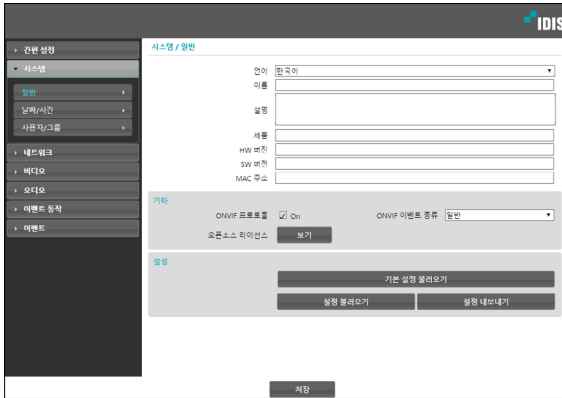 IDIS
간편 설정
시스템
일반
날짜/시간
사용자/그룹
네트워크
비디오
오디오
이벤트 동작
이벤트
시스템 / 일반
언어 한국어
이름
설명
제품
HW 버전
SW 버전
MAC 주소
기타
ONVIF 프로토콜 On ONVIF 이벤트 종류 일반
오픈소스 라이선스 보기
설정
기본 설정 불러오기
설정 불러오기 설정 내보내기
저장